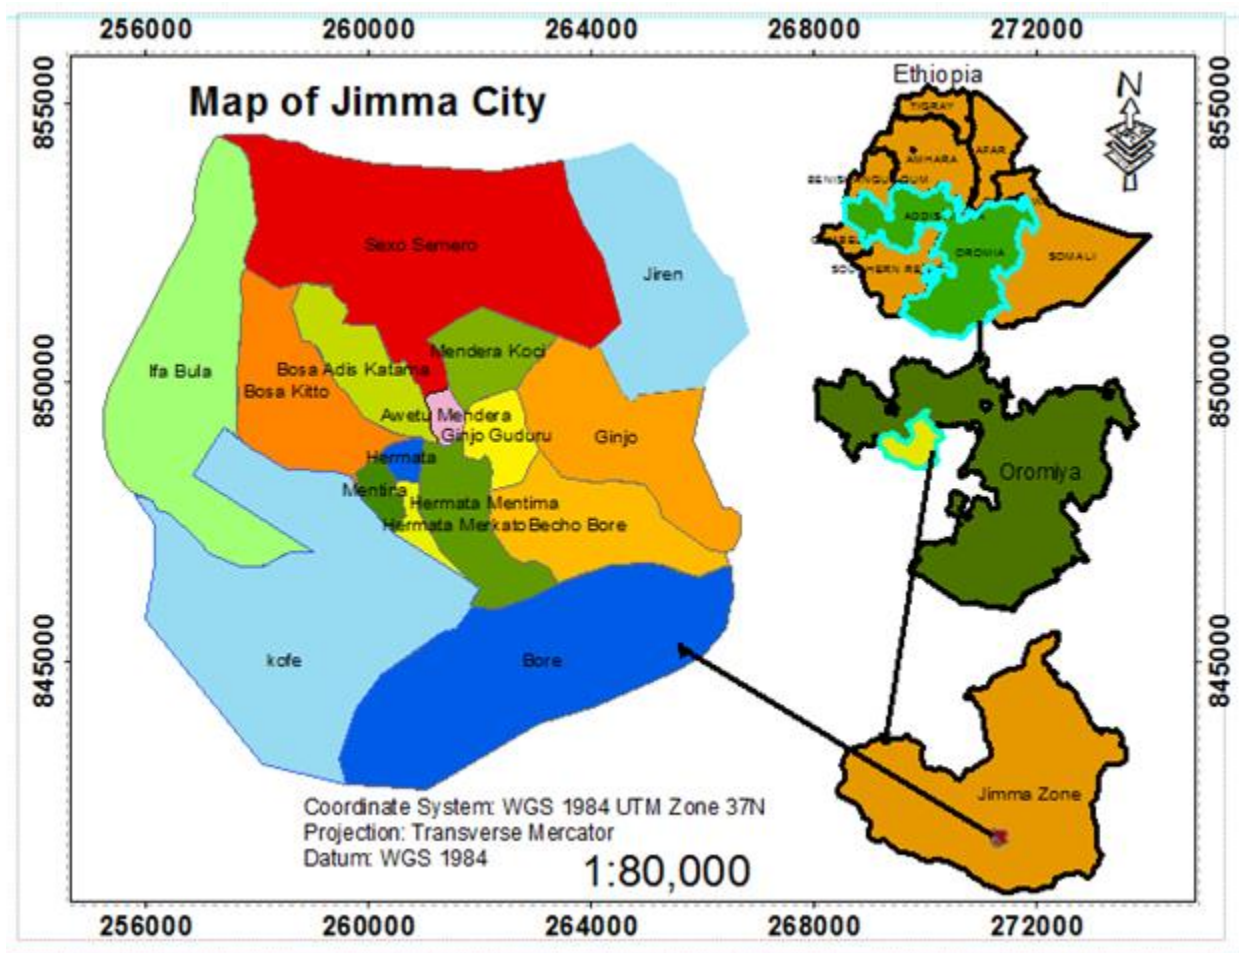 256000 260000 264000 268000 272000
855000
850000
845000
Map of Jimma City
Sexo Semero
Jiren
Ifa Bula
Mendera Koci
Bosa Adis Katama
Bosa Kitto
Awetu Mendera
Ginjo Guduru
Ginjo
Hermata
Mentina
Hermata Mentima
Hermata Merkato
Becho Bore
kofe
Bore
Coordinate System: WGS 1984 UTM Zone 37N
Projection: Transverse Mercator
Datum: WGS 1984
1:80,000
Ethiopia
N
TIGRAY
AFAR
AMHARA
OROMIA
SOMALI
Oromiya
Jimma Zone
855000
850000
845000
256000 260000 264000 268000 272000